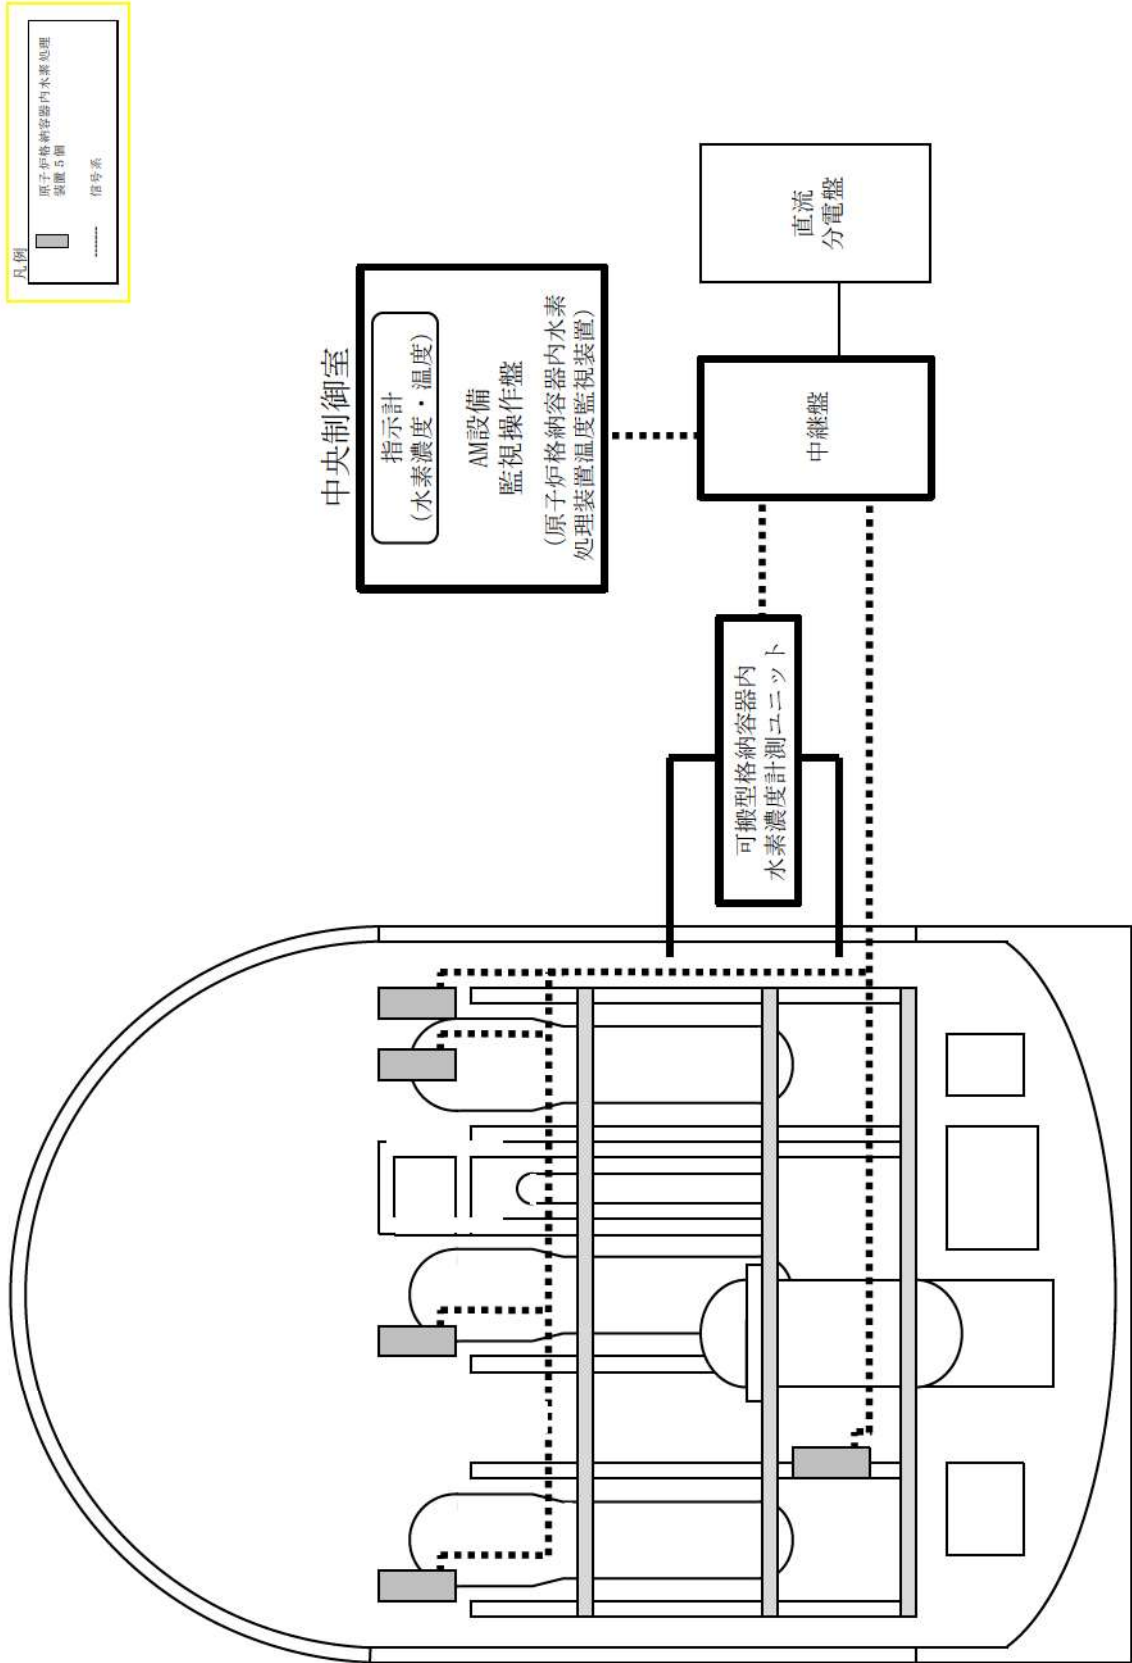 凡例
原子炉格納容器内水素処理
装置５個
信号系
中央制御室
指示計
(水素濃度・温度)
AM設備
監視操作盤
(原子炉格納容器内水素
処理装置温度監視装置)
直流
分電盤
中継盤
可搬型格納容器内
水素濃度計測ユニット